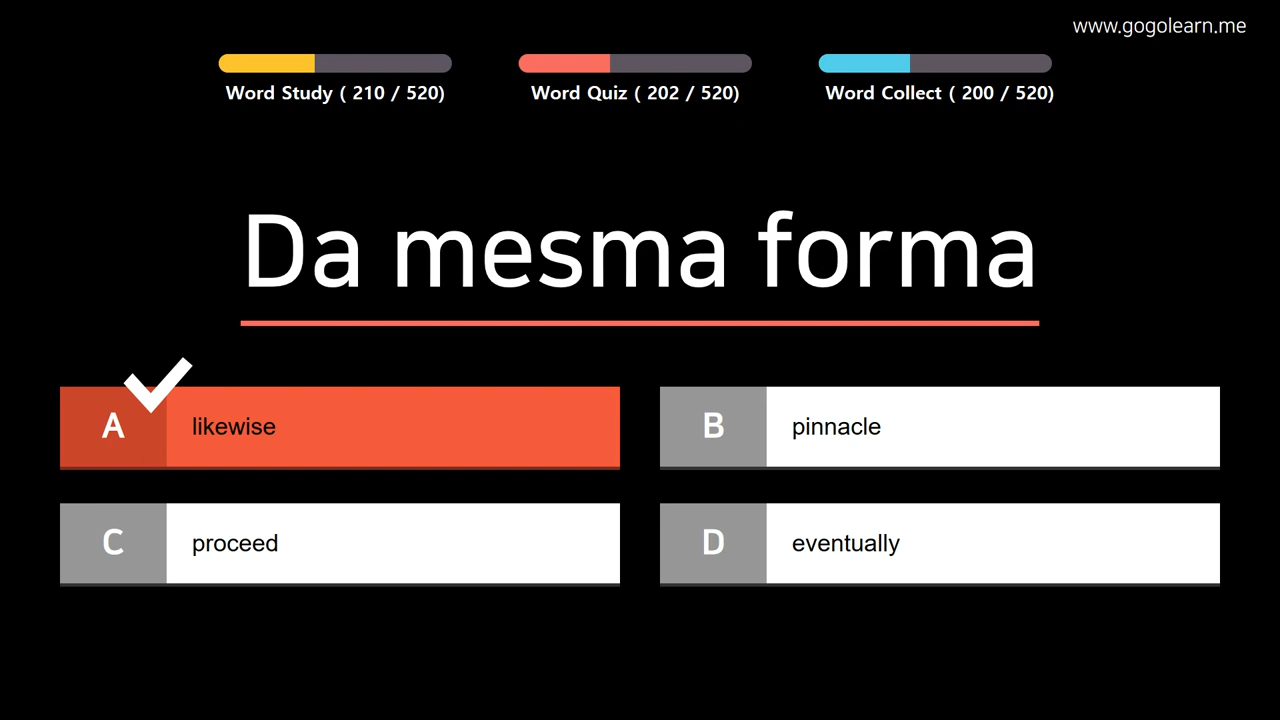 www.gogolearn.me
Word Study ( 210 / 520)
Word Quiz ( 202 / 520)
Word Collect ( 200 / 520)
Da mesma forma
A likewise
B pinnacle
C proceed
D eventually